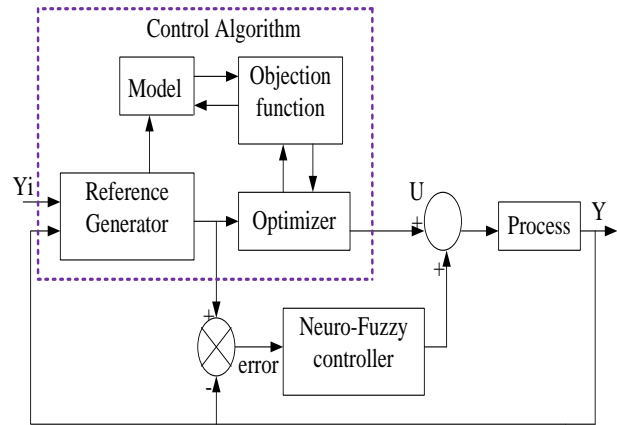 Control Algorithm
Model
Objection
function
Yi
Reference
Generator
Optimizer
U
+
+
Process
Y
+
-
error
Neuro-Fuzzy
controller